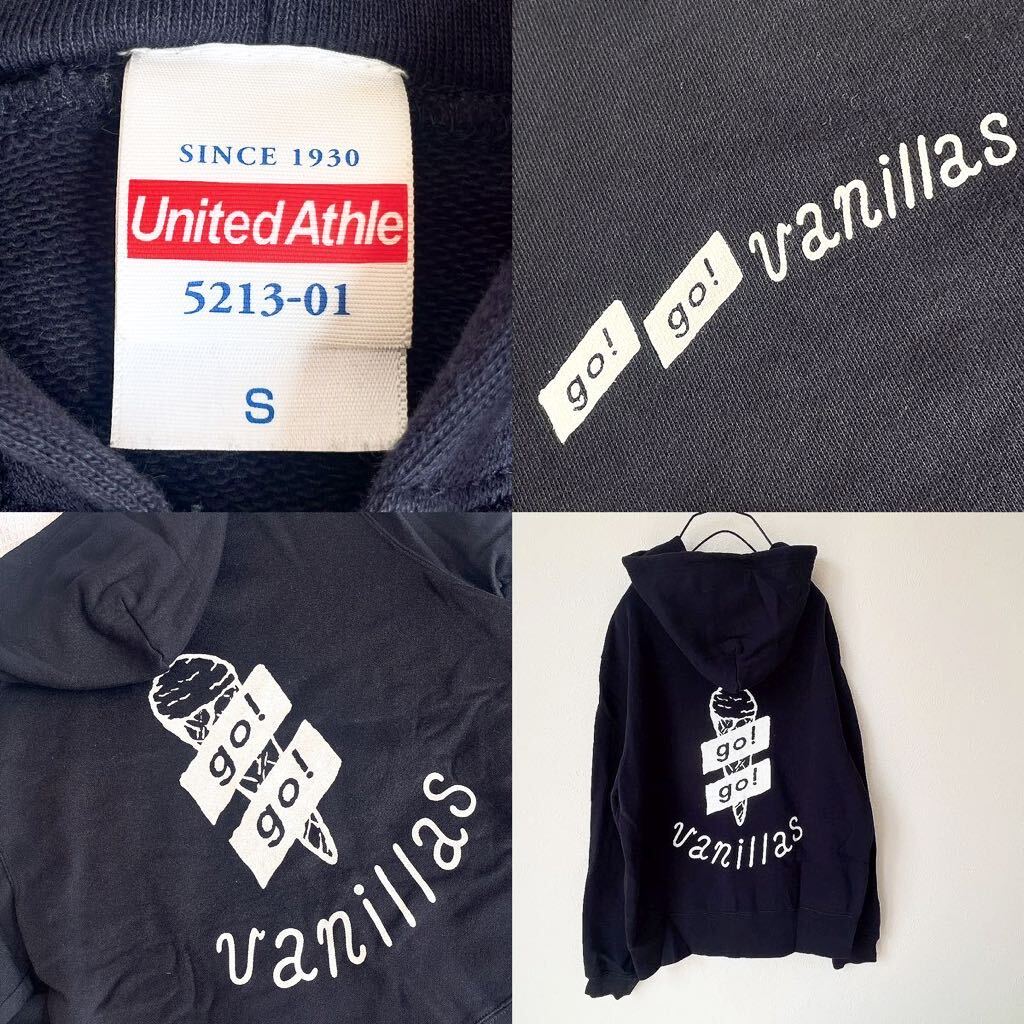 SINCE 1930
United Athle
5213-01
S
go! go! vanillas
go!
go!
vanillas
go!
go!
vanillas